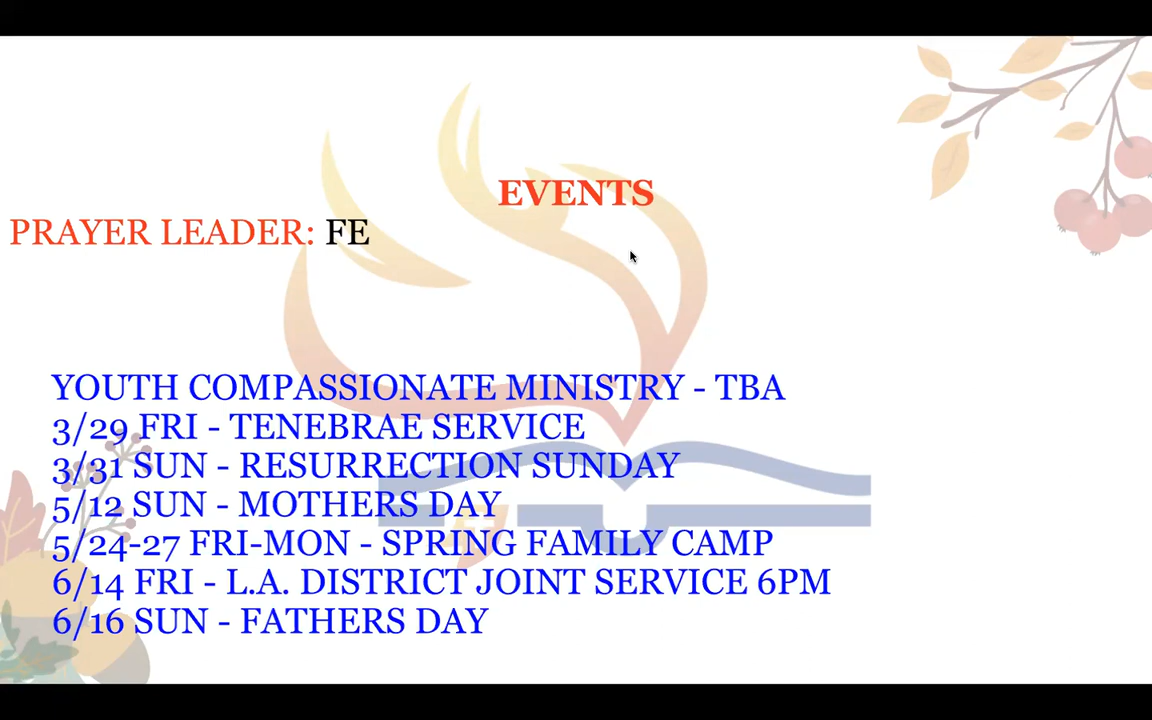 EVENTS
PRAYER LEADER: FE
YOUTH COMPASSIONATE MINISTRY - TBA
3/29 FRI - TENEBRAE SERVICE
3/31 SUN - RESURRECTION SUNDAY
5/12 SUN - MOTHERS DAY
5/24-27 FRI-MON - SPRING FAMILY CAMP
6/14 FRI - L.A. DISTRICT JOINT SERVICE 6PM
6/16 SUN - FATHERS DAY